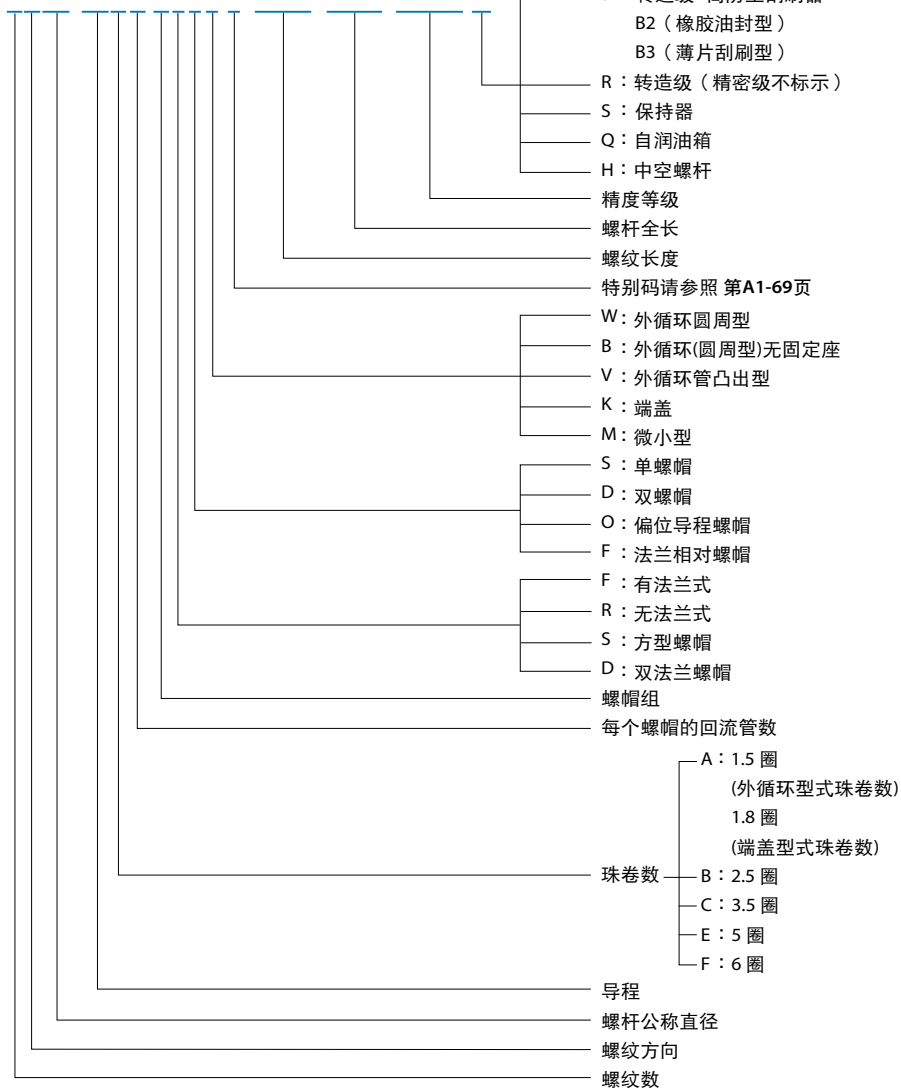 B2（橡胶油封型）
B3（薄片刮刷型）
R：转造级（精密级不标示）
S：保持器
Q：自润油箱
H：中空螺杆
精度等级
螺杆全长
螺纹长度
特别码请参照 第A1-69页
W：外循环圆周型
B：外循环(圆周型)无固定座
V：外循环管凸出型
K：端盖
M：微小型
S：单螺帽
D：双螺帽
O：偏位导程螺帽
F：法兰相对螺帽
F：有法兰式
R：无法兰式
S：方型螺帽
D：双法兰螺帽
螺帽组
每个螺帽的回流管数
A：1.5 圈
(外循环型式珠卷数)
1.8 圈
(端盖型式珠卷数)
珠卷数 B：2.5 圈
C：3.5 圈
E：5 圈
F：6 圈
导程
螺杆公称直径
螺纹方向
螺纹数